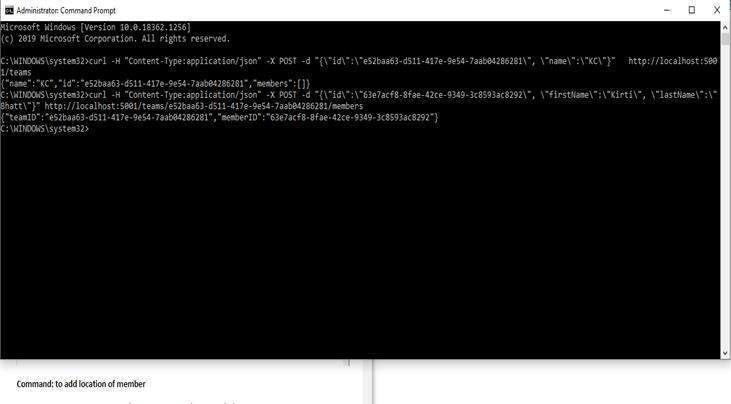 Administrator: Command Prompt
Microsoft Windows [Version 10.0.18362.1256]
(c) 2019 Microsoft Corporation. All rights reserved.
C:\WINDOWS\system32>curl -H "Content-Type:application/json" -X POST -d "{\"id\":\"e52baa63-d511-417e-9e54-7aab04286281\", \"name\":\"KC\"}"   http://localhost:500
1/teams
{"name":"KC","id":"e52baa63-d511-417e-9e54-7aab04286281","members":[]}
C:\WINDOWS\system32>curl -H "Content-Type:application/json" -X POST -d "{\"id\":\"63e7acf8-8fae-42ce-9349-3c8593ac8292\", \"firstName\":\"Kirti\", \"lastName\":\"
Bhatt\"}" http://localhost:5001/teams/e52baa63-d511-417e-9e54-7aab04286281/members
{"teamID":"e52baa63-d511-417e-9e54-7aab04286281","memberID":"63e7acf8-8fae-42ce-9349-3c8593ac8292"}
C:\WINDOWS\system32>
Command: to add location of member